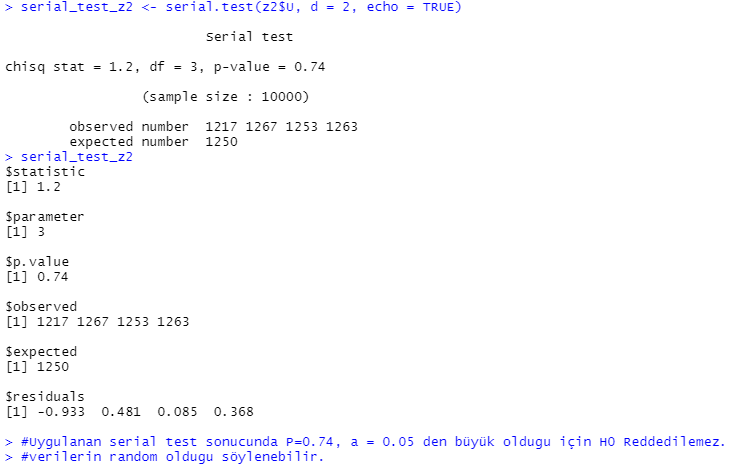 > serial_test_z2 <- serial.test(z2$U, d = 2, echo = TRUE)
Serial test
chisq stat = 1.2, df = 3, p-value = 0.74
(sample size : 10000)
observed number 1217 1267 1253 1263
expected number 1250
> serial_test_z2
$statistic
[1] 1.2
$parameter
[1] 3
$p.value
[1] 0.74
$observed
[1] 1217 1267 1253 1263
$expected
[1] 1250
$residuals
[1] -0.933 0.481 0.085 0.368
> #Uygulanan serial test sonucunda P=0.74, a = 0.05 den büyük oldugu için H0 Reddedilemez.
> #verilerin random oldugu söylenebilir.